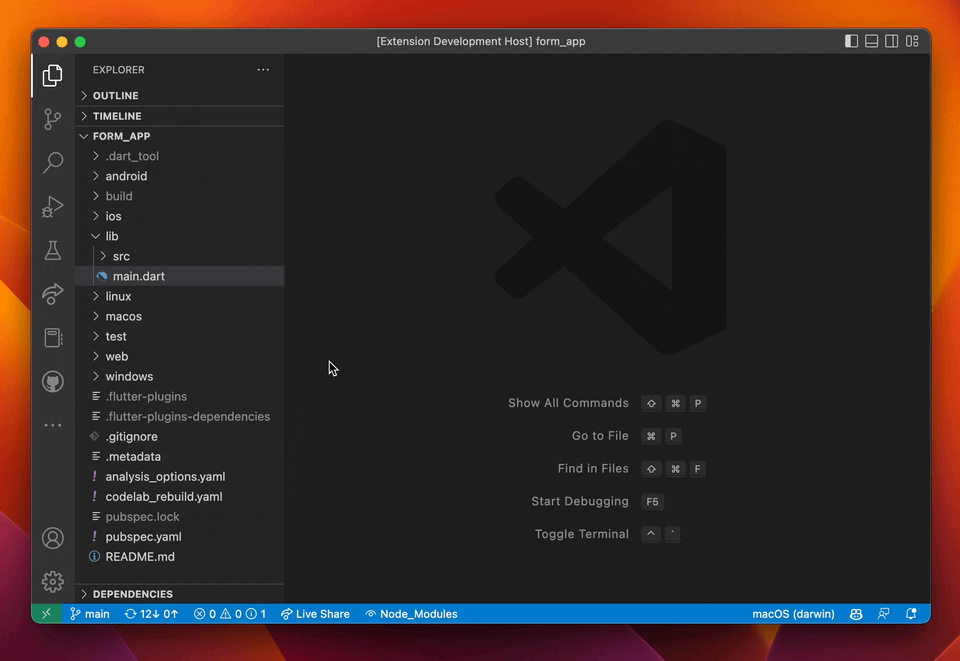 [Extension Development Host] form_app
EXPLORER
OUTLINE
TIMELINE
FORM_APP
.dart_tool
android
build
ios
lib
src
main.dart
linux
macos
test
web
windows
.flutter-plugins
.flutter-plugins-dependencies
.gitignore
.metadata
! analysis_options.yaml
! codelab_rebuild.yaml
pubspec.lock
! pubspec.yaml
README.md
DEPENDENCIES
Show All Commands ⇧ ⌘ P
Go to File ⌘ P
Find in Files ⇧ ⌘ F
Start Debugging F5
Toggle Terminal ^ `
main 12↓ 0↑ 0 0 1 Live Share Node_Modules macOS (darwin)